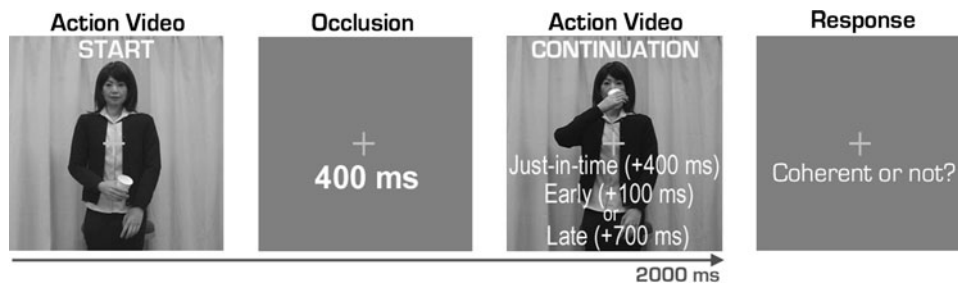 Action Video
START
Occlusion
400 ms
Action Video
CONTINUATION
Just-in-time (+400 ms)
Early (+100 ms)
or
Late (+700 ms)
Response
Coherent or not?
2000 ms